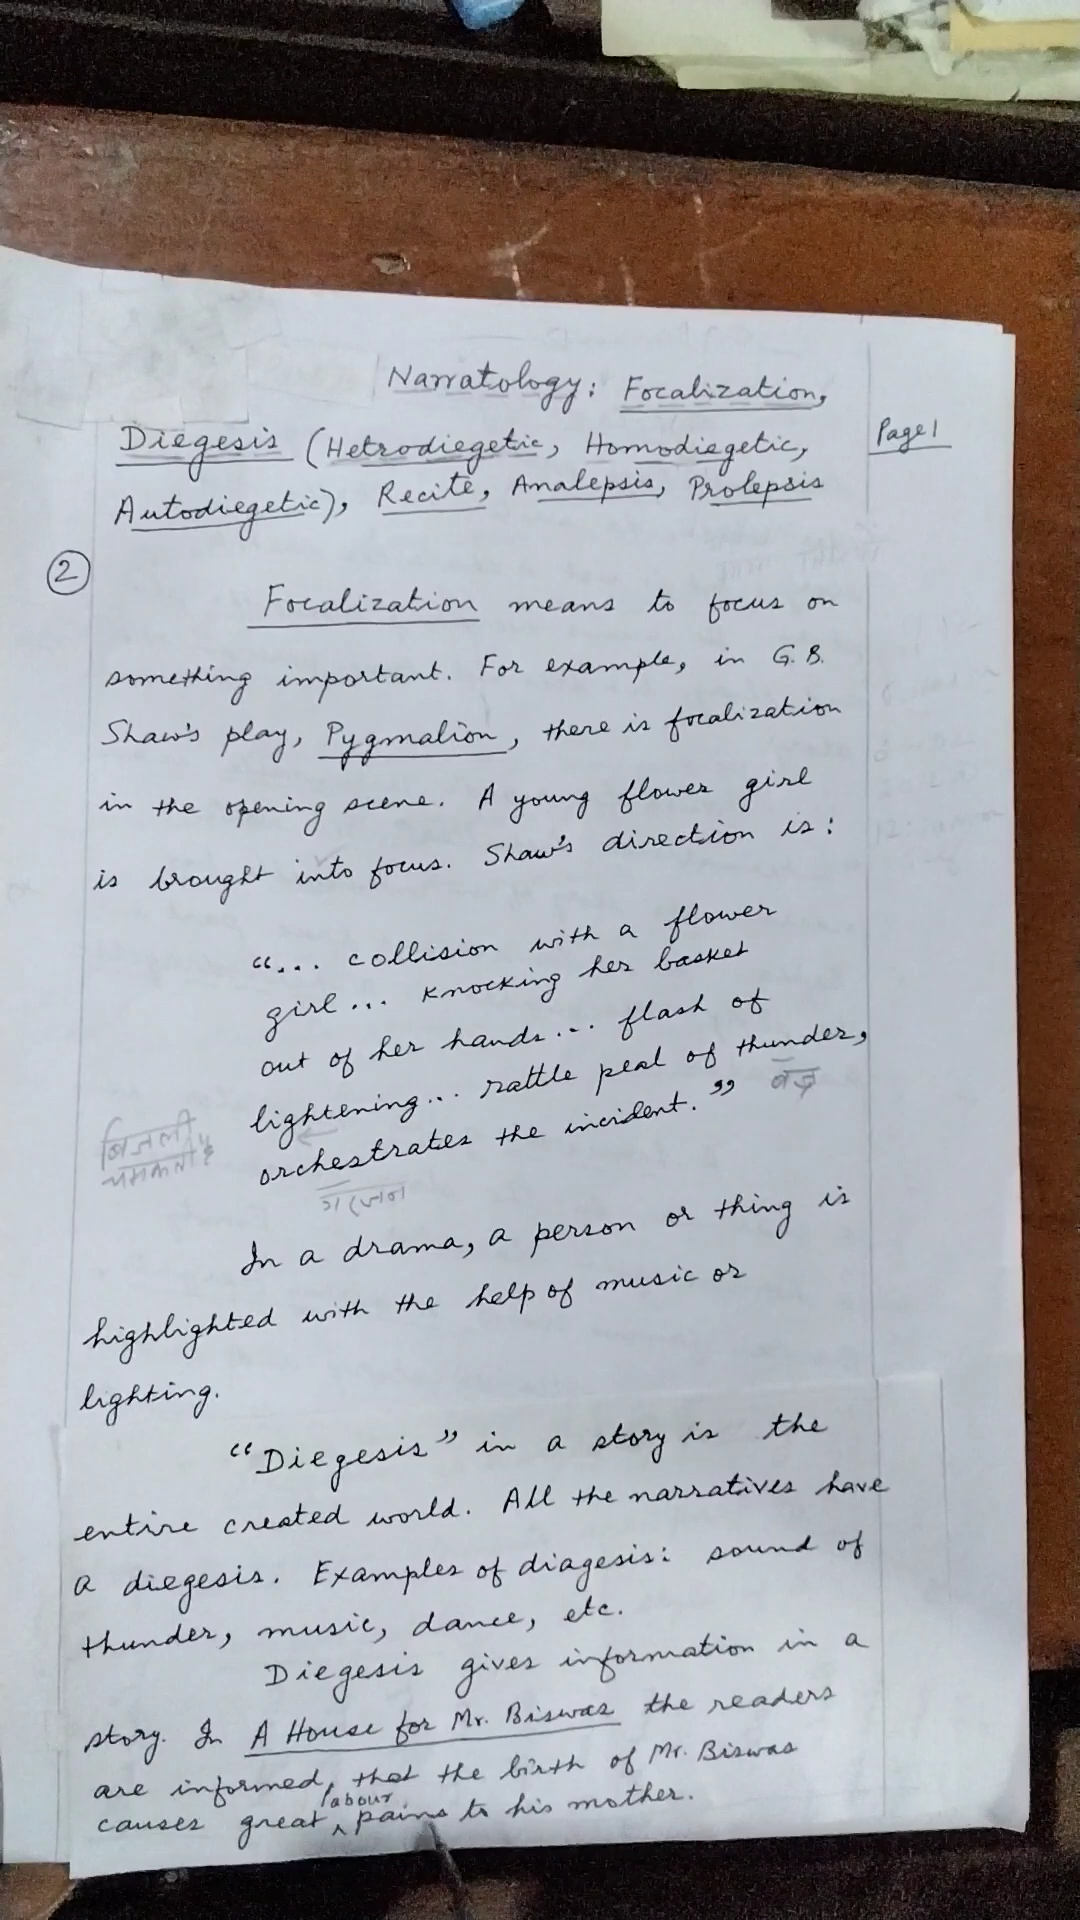 Narratology: Focalization,
Diegesis (Hetrodiegetic, Homodiegetic,
Page 1
Autodiegetic), Recite, Analepsis, Prolepsis
2
Focalization means to focus on
something important. For example, in G.B.
Shaw's play, Pygmalion, there is focalization
in the opening scene. A young flower girl
is brought into focus. Shaw's direction is:
"... collision with a flower
girl... knocking her basket
out of her hands... flash of
lightening... rattle peal of thunder,
वज्र
orchestrates the incident."
बिजली
चमकती है
गर्जन
In a drama, a person or thing is
highlighted with the help of music or
lighting.
"Diegesis" in a story is the
entire created world. All the narratives have
a diegesis. Examples of diagesis: sound of
thunder, music, dance, etc.
Diegesis gives information in a
story. In A House for Mr. Biswas the readers
are informed, that the birth of Mr. Biswas
labour
causes great ^ pains to his mother.